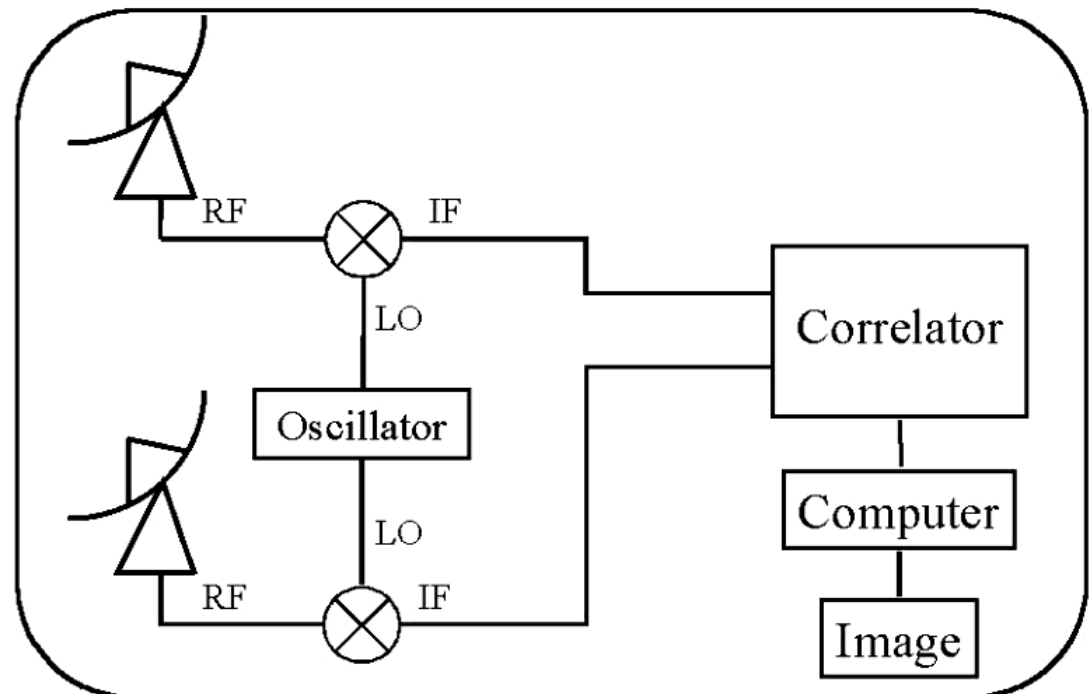 RF
IF
LO
Correlator
Oscillator
Computer
LO
RF
IF
Image